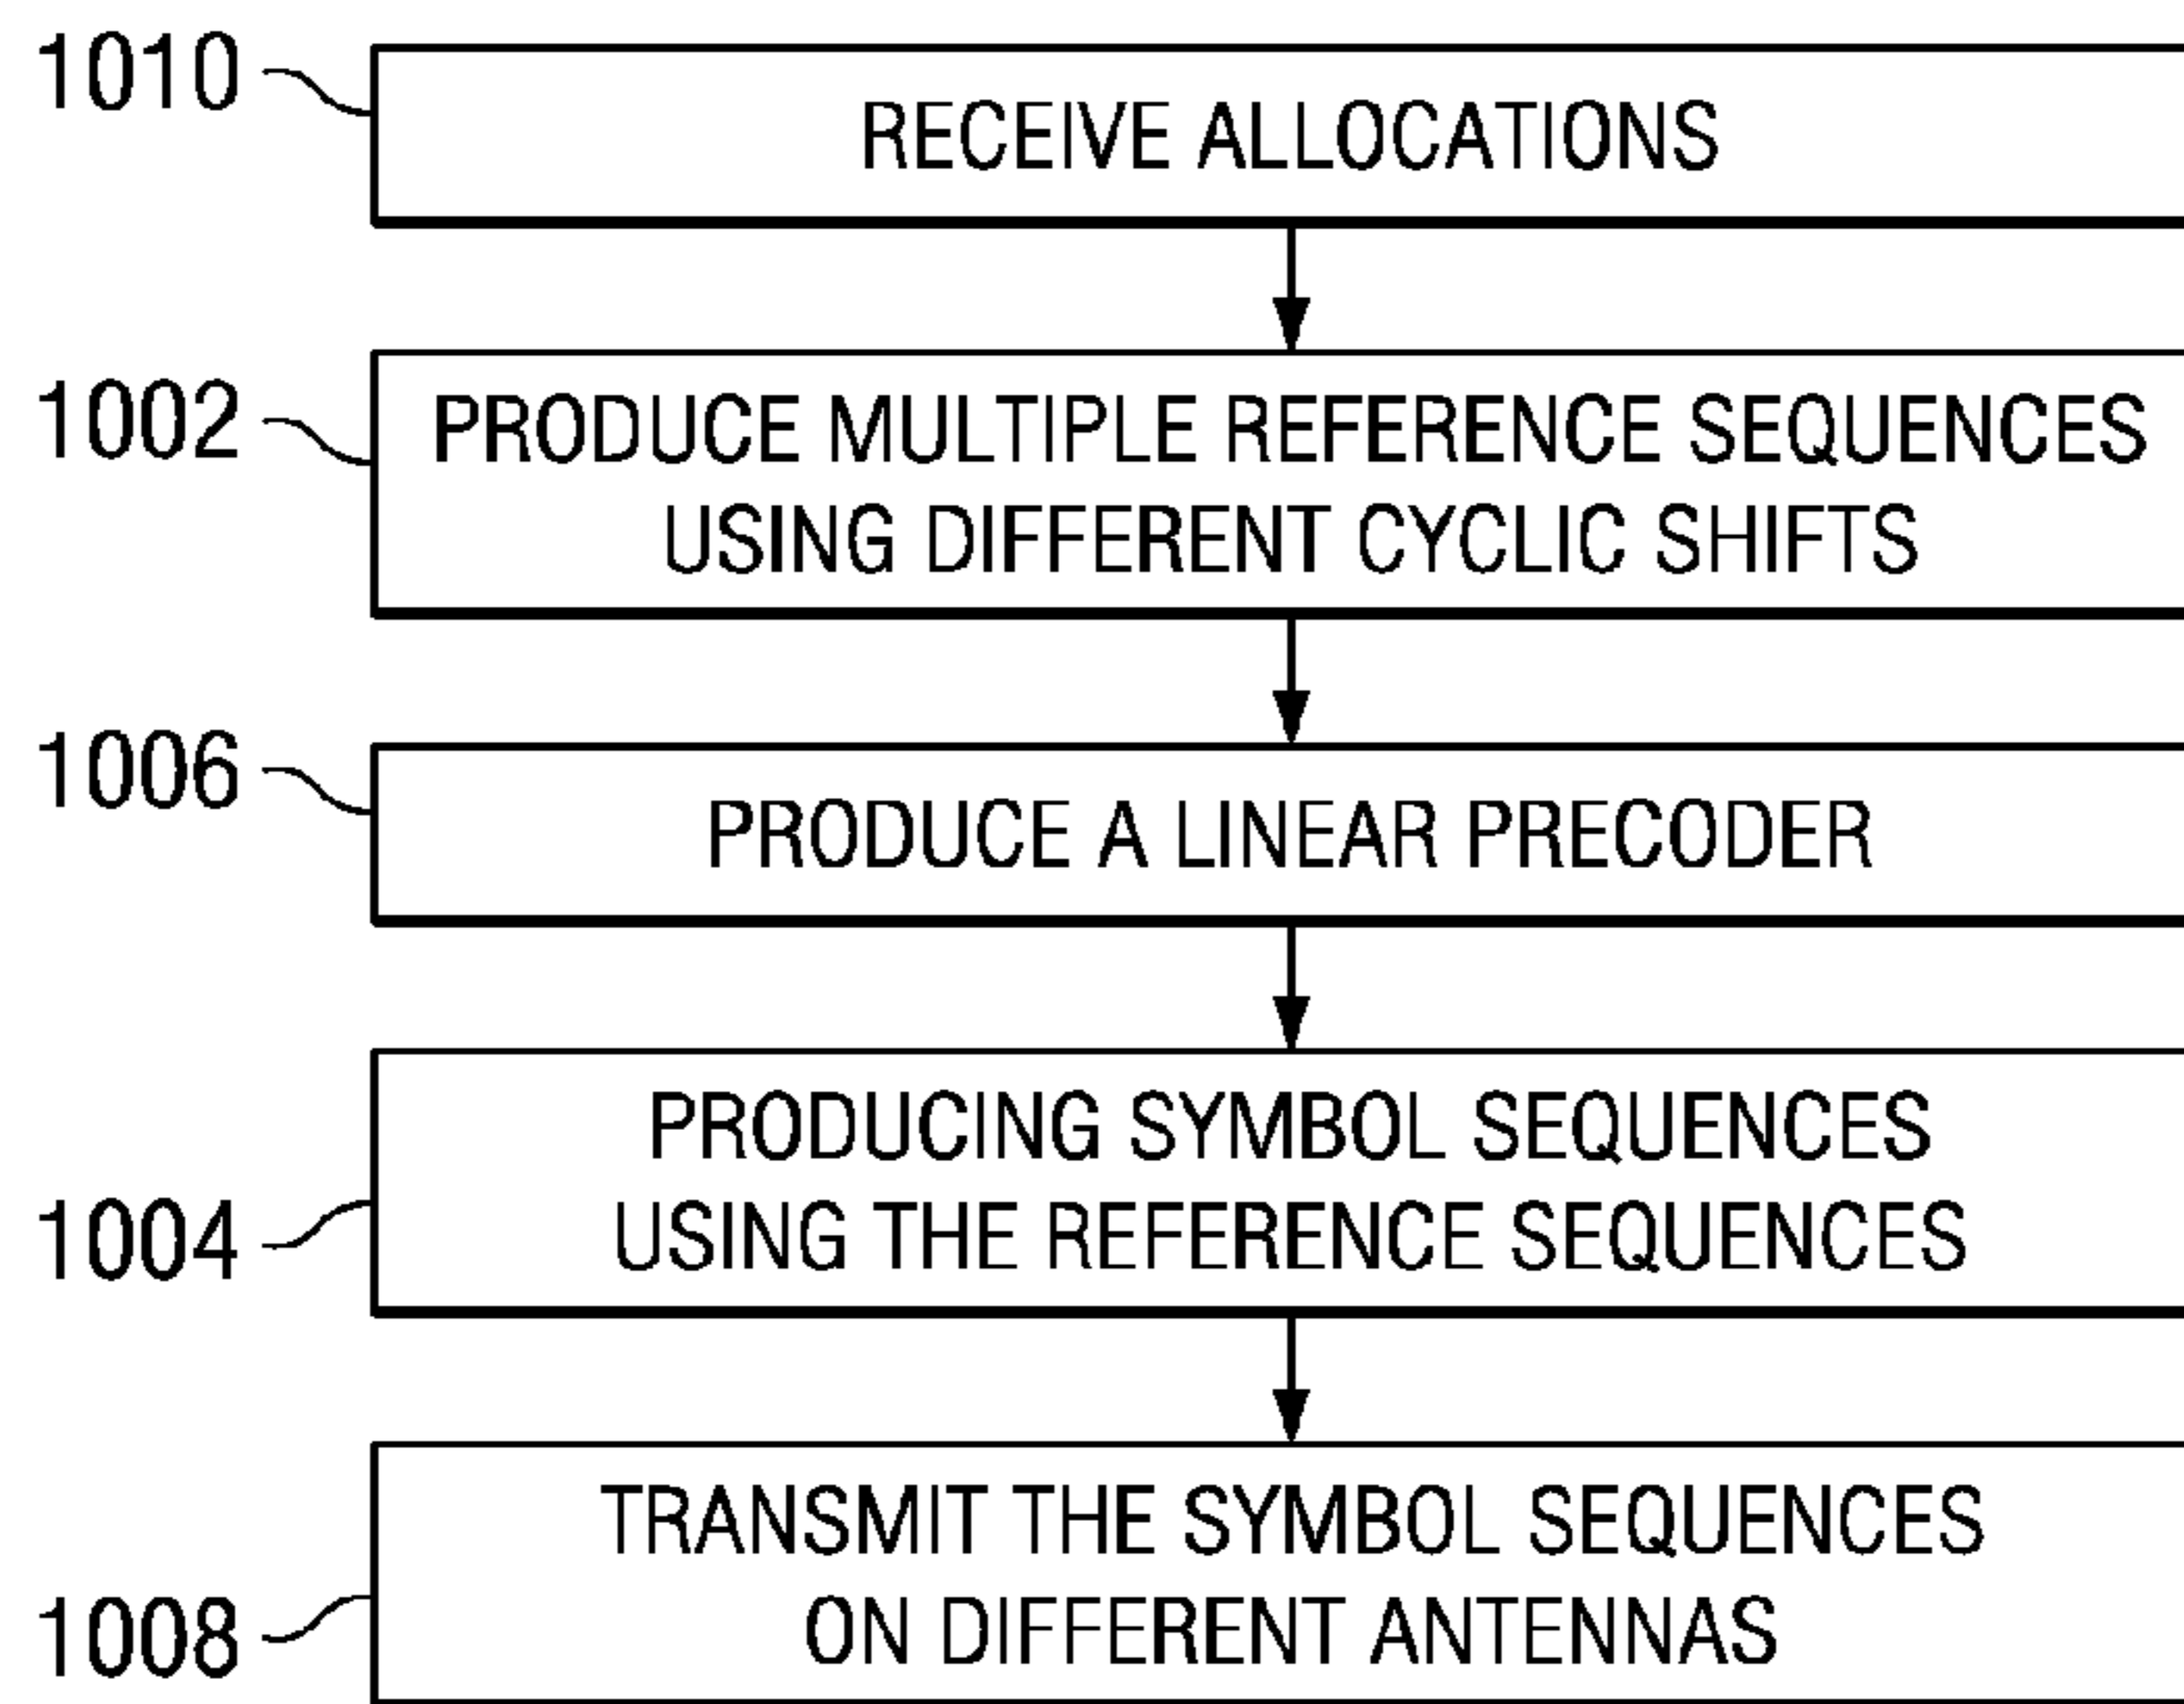 1010
RECEIVE ALLOCATIONS
1002
PRODUCE MULTIPLE REFERENCE SEQUENCES
USING DIFFERENT CYCLIC SHIFTS
1006
PRODUCE A LINEAR PRECODER
PRODUCING SYMBOL SEQUENCES
1004
USING THE REFERENCE SEQUENCES
TRANSMIT THE SYMBOL SEQUENCES
1008
ON DIFFERENT ANTENNAS